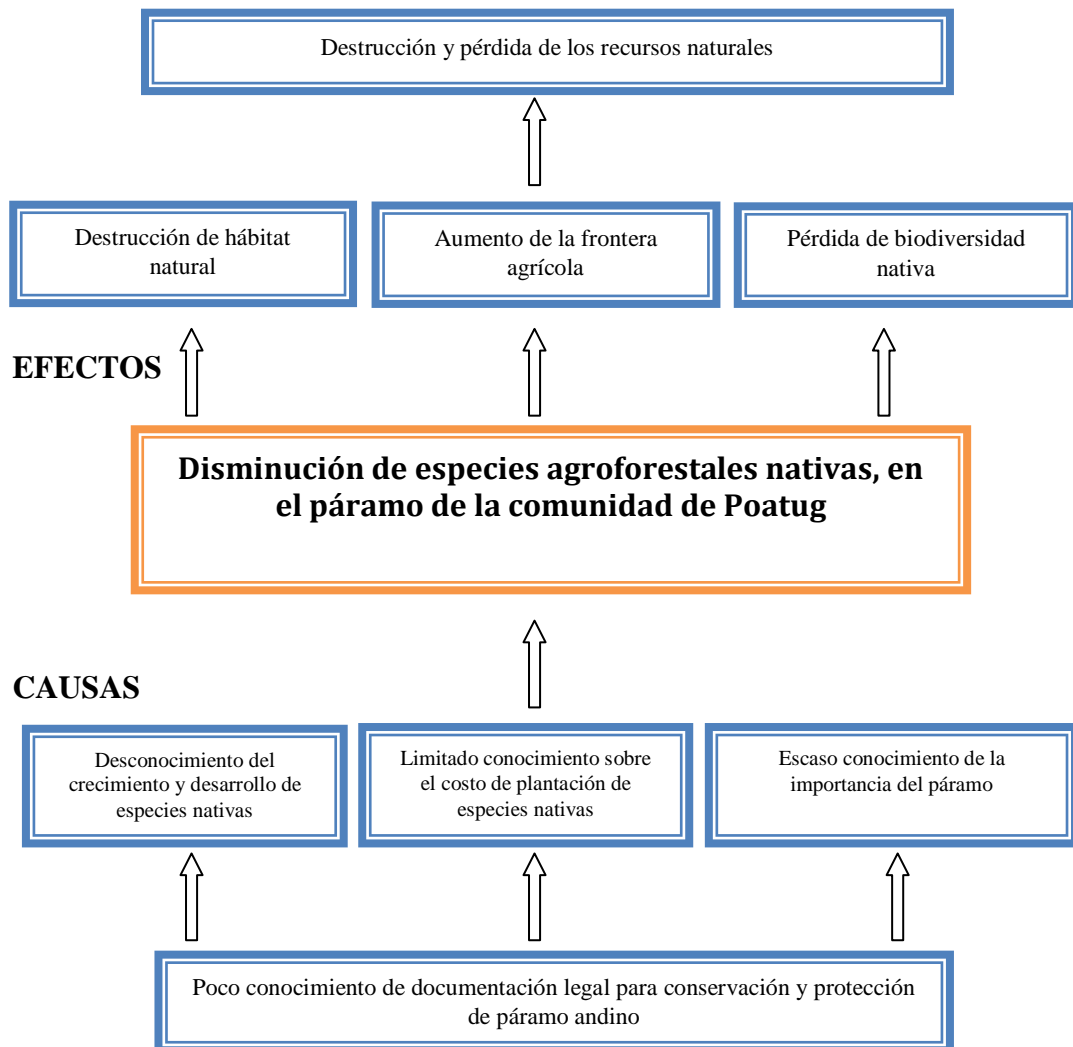 Destrucción y pérdida de los recursos naturales
Destrucción de hábitat
natural
Aumento de la frontera
agrícola
Pérdida de biodiversidad
nativa
EFECTOS
Disminución de especies agroforestales nativas, en
el páramo de la comunidad de Poatug
CAUSAS
Desconocimiento del
crecimiento y desarrollo de
especies nativas
Limitado conocimiento sobre
el costo de plantación de
especies nativas
Escaso conocimiento de la
importancia del páramo
Poco conocimiento de documentación legal para conservación y protección
de páramo andino